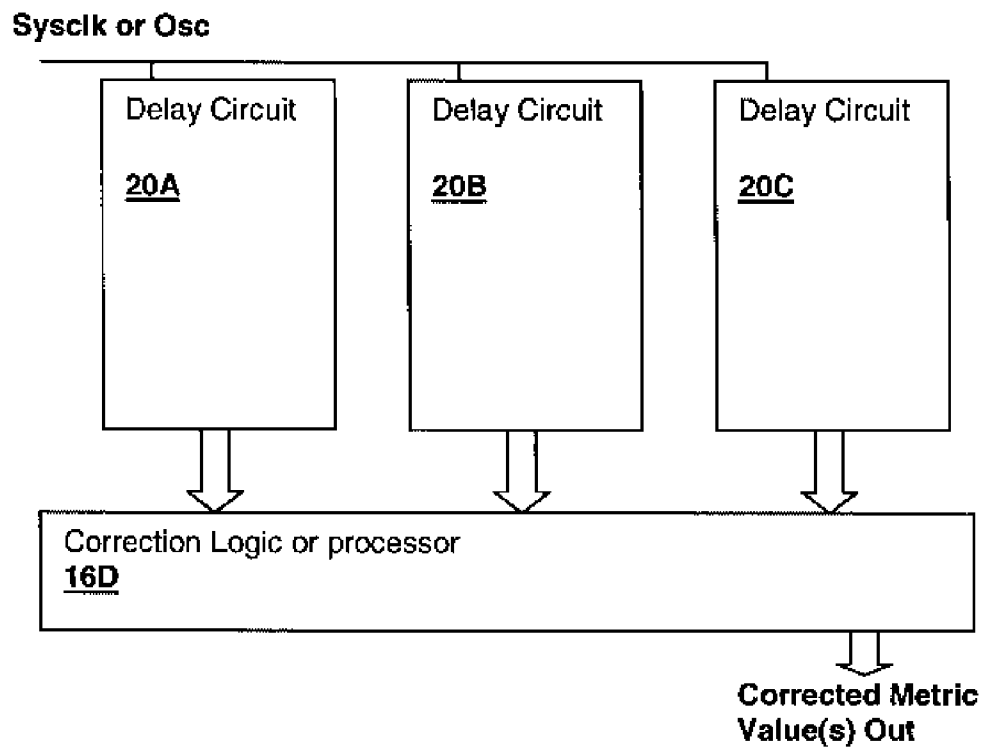 Sysclk or Osc
Delay Circuit
20A
Delay Circuit
20B
Delay Circuit
20C
Correction Logic or processor
16D
Corrected Metric
Value(s) Out